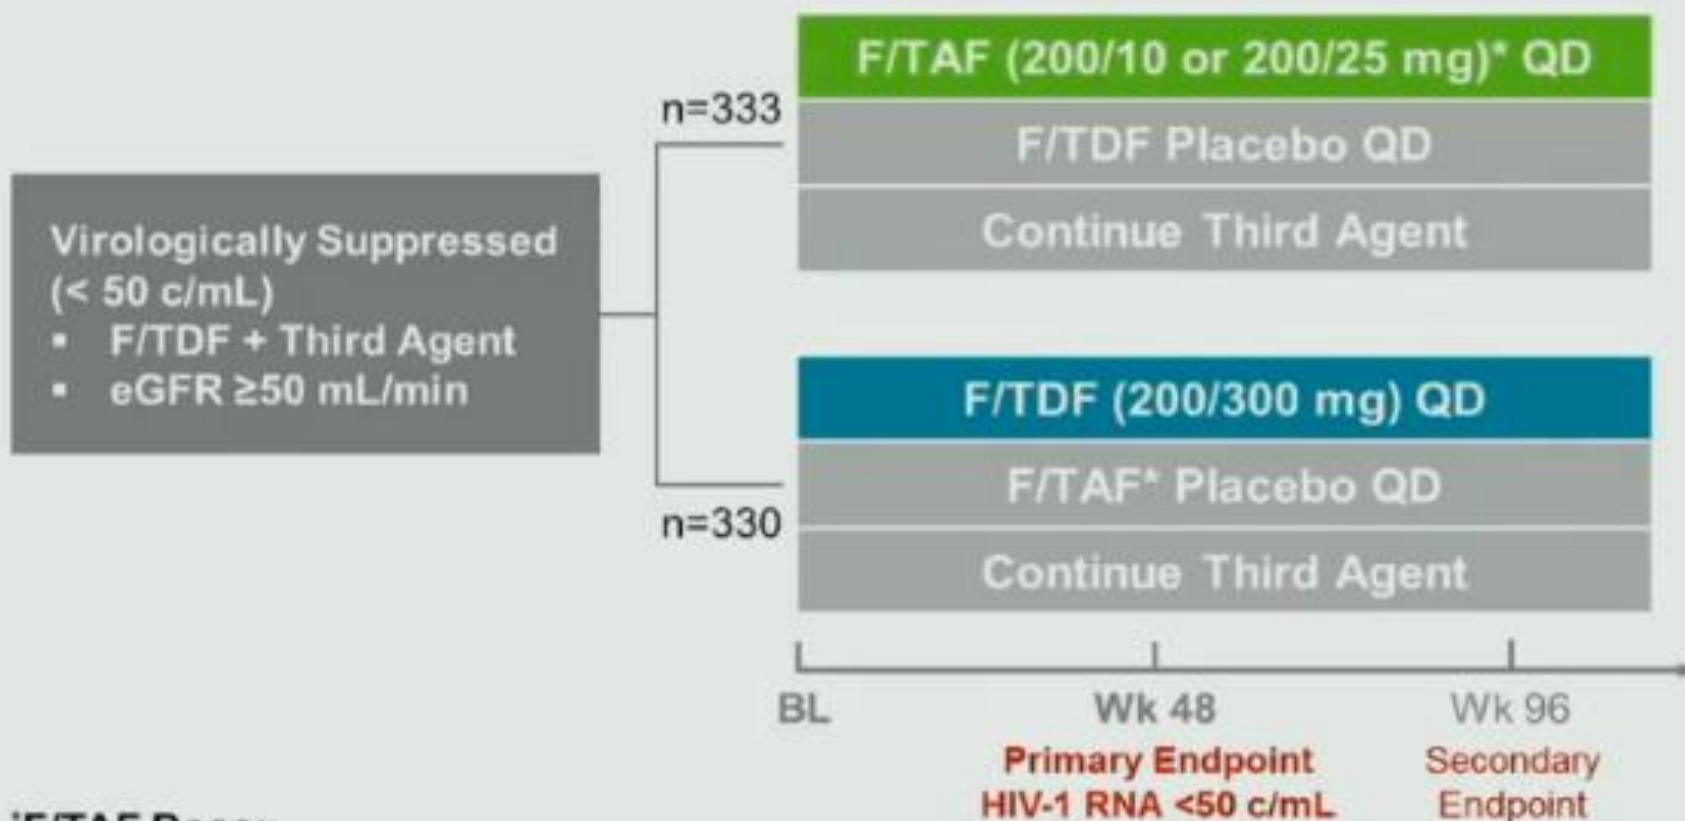 F/TAF (200/10 or 200/25 mg)* QD
n=333
F/TDF Placebo QD
Continue Third Agent
Virologically Suppressed
(< 50 c/mL)
▪ F/TDF + Third Agent
▪ eGFR ≥50 mL/min
F/TDF (200/300 mg) QD
F/TAF* Placebo QD
n=330
Continue Third Agent
BL
Wk 48
Wk 96
Primary Endpoint
HIV-1 RNA <50 c/mL
Secondary
Endpoint